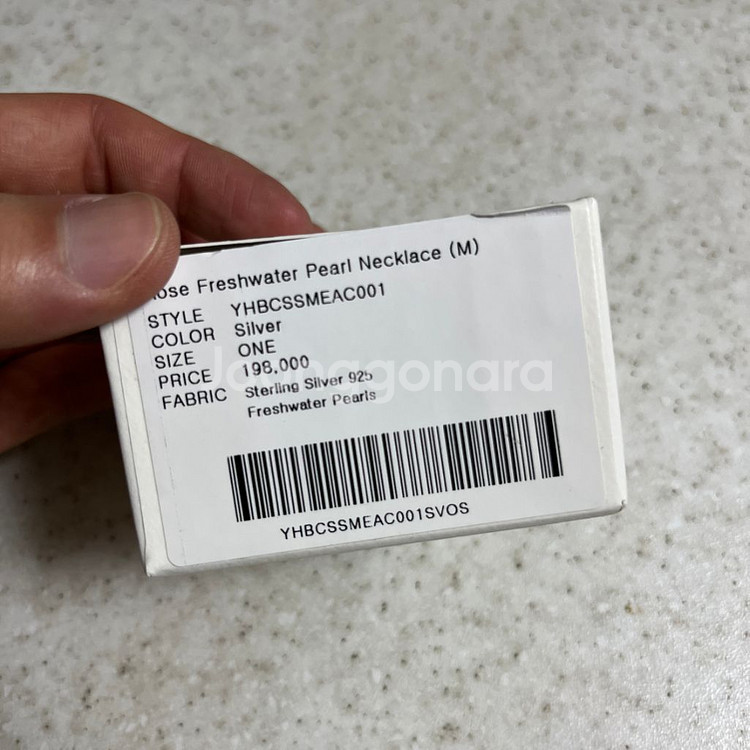 Rose Freshwater Pearl Necklace (M)
STYLE YHBCSSMEAC001
COLOR Silver
SIZE ONE
PRICE 198,000
FABRIC Sterling Silver 925
Freshwater Pearls
YHBCSSMEAC001SVOS
Joonggonara